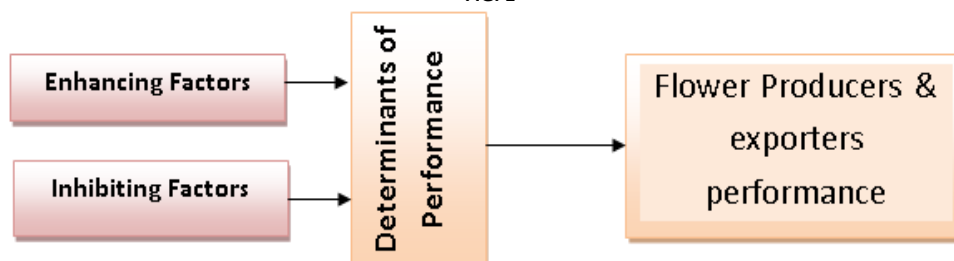 Enhancing Factors
Inhibiting Factors
Determinants of
Performance
Flower Producers &
exporters
performance